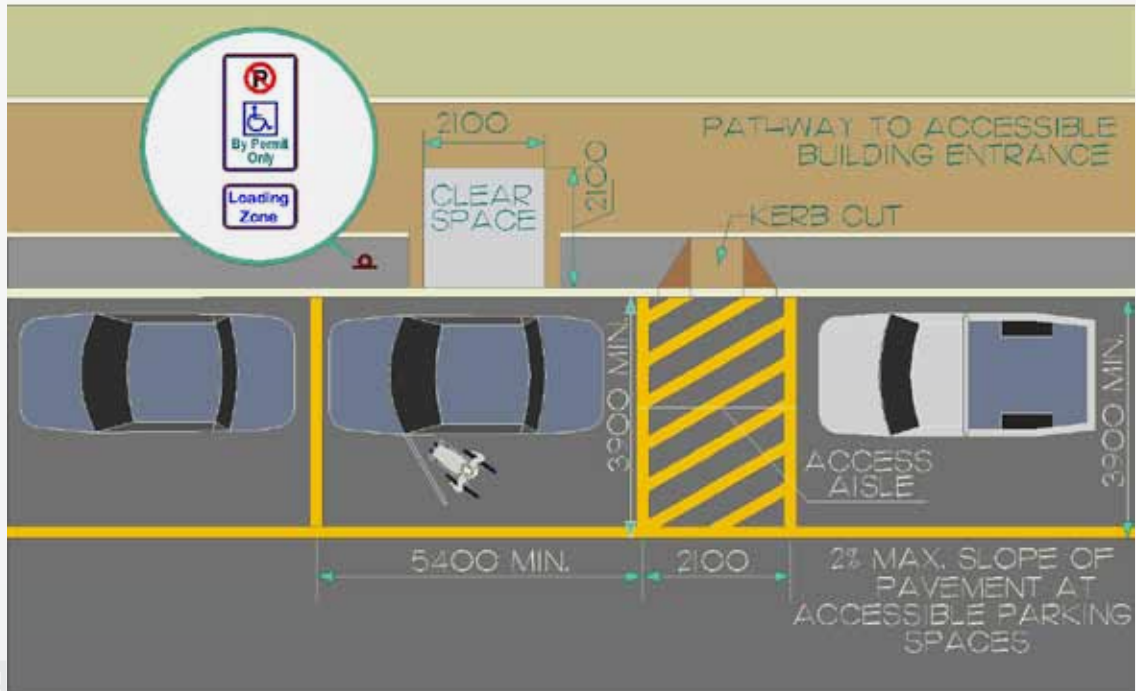 P
By Permit
Only
Loading
Zone
2100
CLEAR
SPACE
2100
PATHWAY TO ACCESSIBLE
BUILDING ENTRANCE
KERB CUT
3900 MIN.
ACCESS
AISLE
3900 MIN.
5400 MIN.
2100
2% MAX. SLOPE OF
PAVEMENT AT
ACCESSIBLE PARKING
SPACES